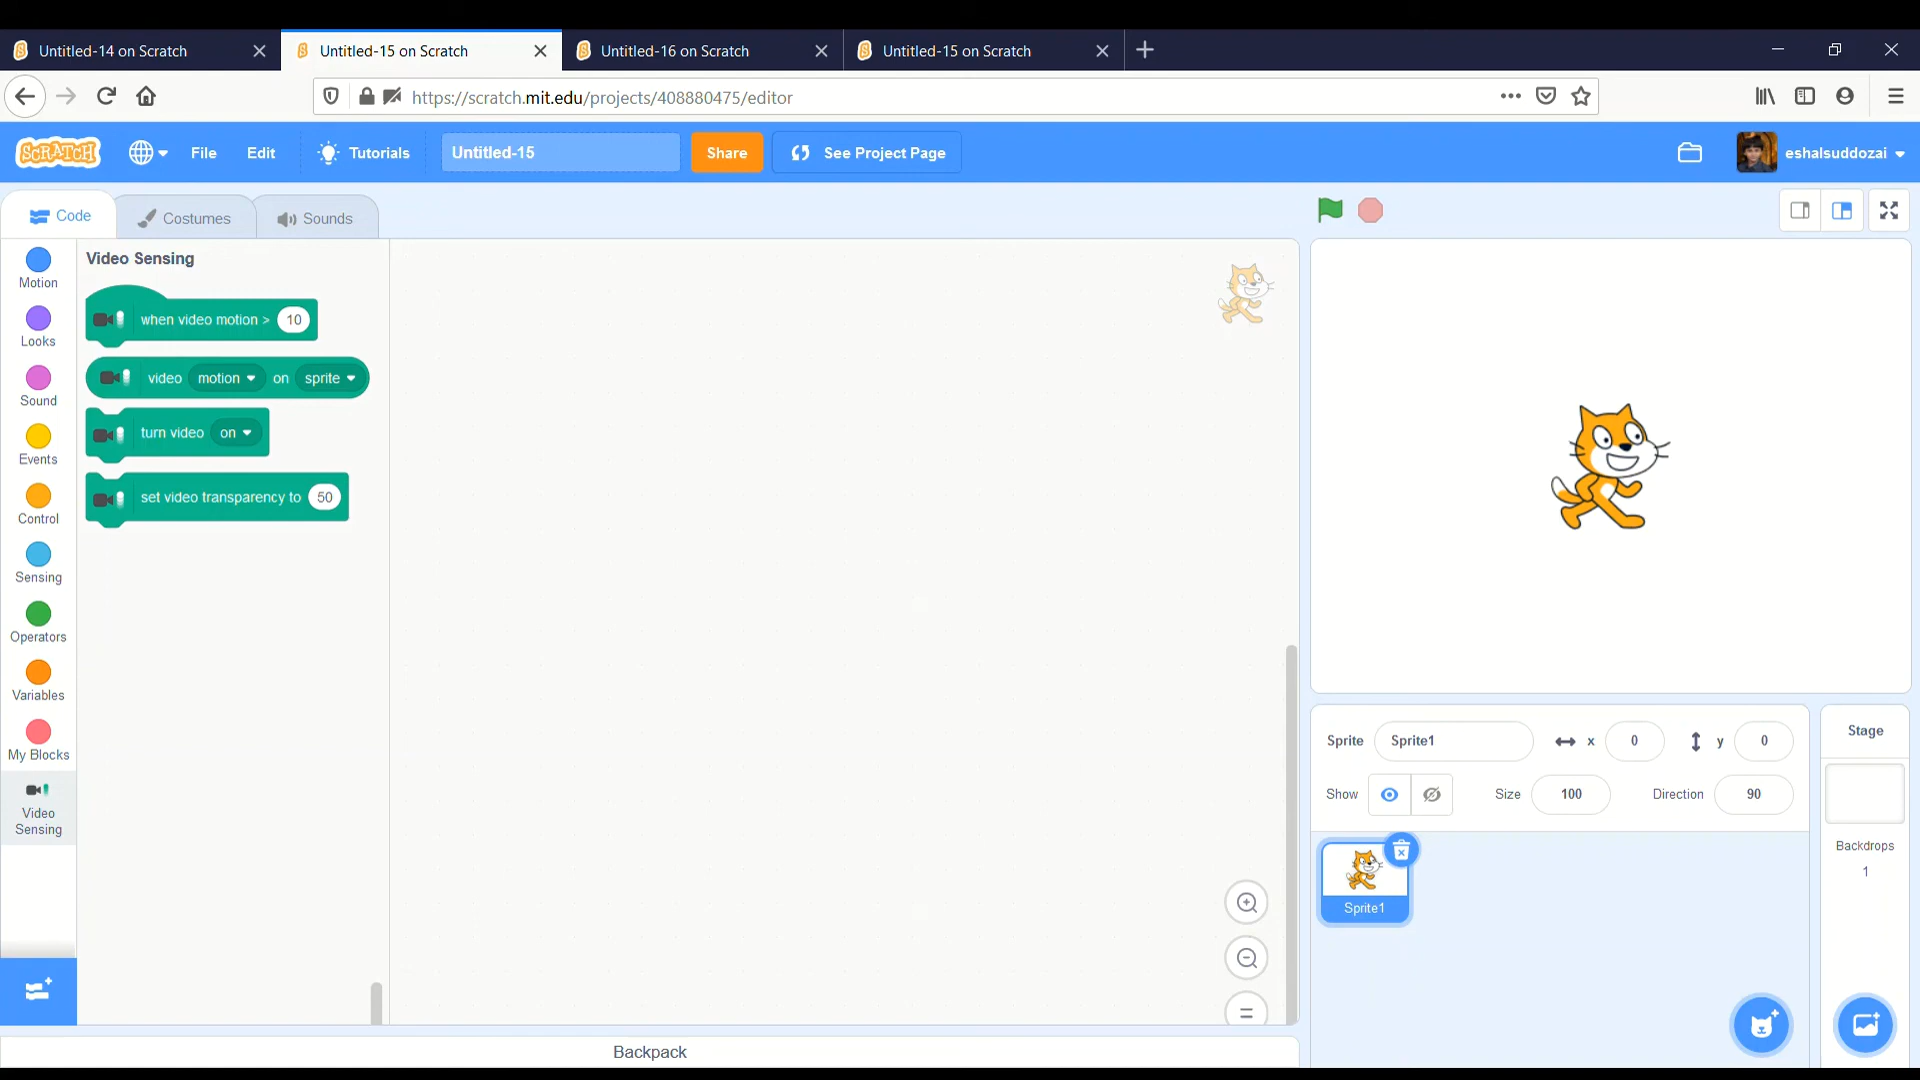 Untitled-14 on Scratch
Untitled-15 on Scratch
Untitled-16 on Scratch
Untitled-15 on Scratch
https://scratch.mit.edu/projects/408880475/editor
SCRATCH
File
Edit
Tutorials
Untitled-15
Share
See Project Page
eshalsuddozai
Code
Costumes
Sounds
Motion
Looks
Sound
Events
Control
Sensing
Operators
Variables
My Blocks
Video
Sensing
Video Sensing
when video motion > 10
video motion on sprite
turn video on
set video transparency to 50
Sprite Sprite1 x 0 y 0
Show Size 100 Direction 90
Sprite1
Stage
Backdrops
1
Backpack